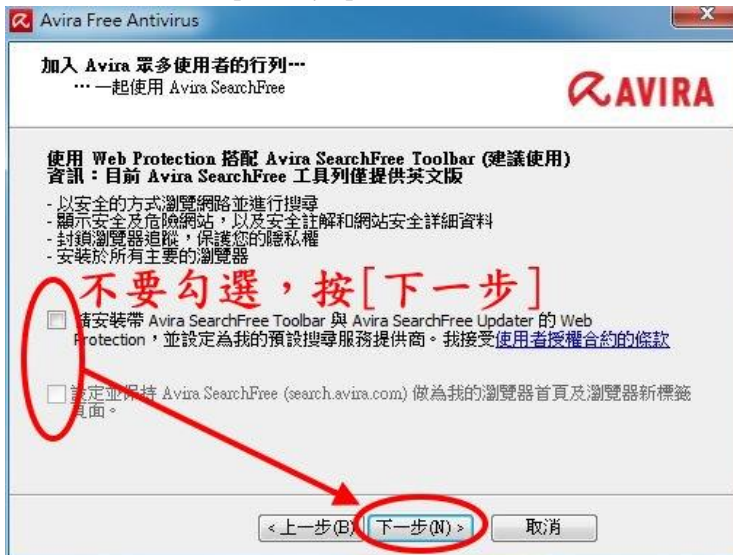 Avira Free Antivirus
加入 Avira 眾多使用者的行列…
… 一起使用 Avira SearchFree
AVIRA
使用 Web Protection 搭配 Avira SearchFree Toolbar (建議使用)
資訊：目前 Avira SearchFree 工具列僅提供英文版
- 以安全的方式瀏覽網路並進行搜尋
- 顯示安全及危險網站，以及安全註解和網站安全詳細資料
- 封鎖瀏覽器追蹤，保護您的隱私權
- 安裝於所有主要的瀏覽器
不要勾選，按[下一步]
請安裝帶 Avira SearchFree Toolbar 與 Avira SearchFree Updater 的 Web
Protection，並設定為我的預設搜尋服務提供商。我接受使用者授權合約的條款
設定並保持 Avira SearchFree (search.avira.com) 做為我的瀏覽器首頁及瀏覽器新標籤
頁面。
<上一步(B) 下一步(N)> 取消